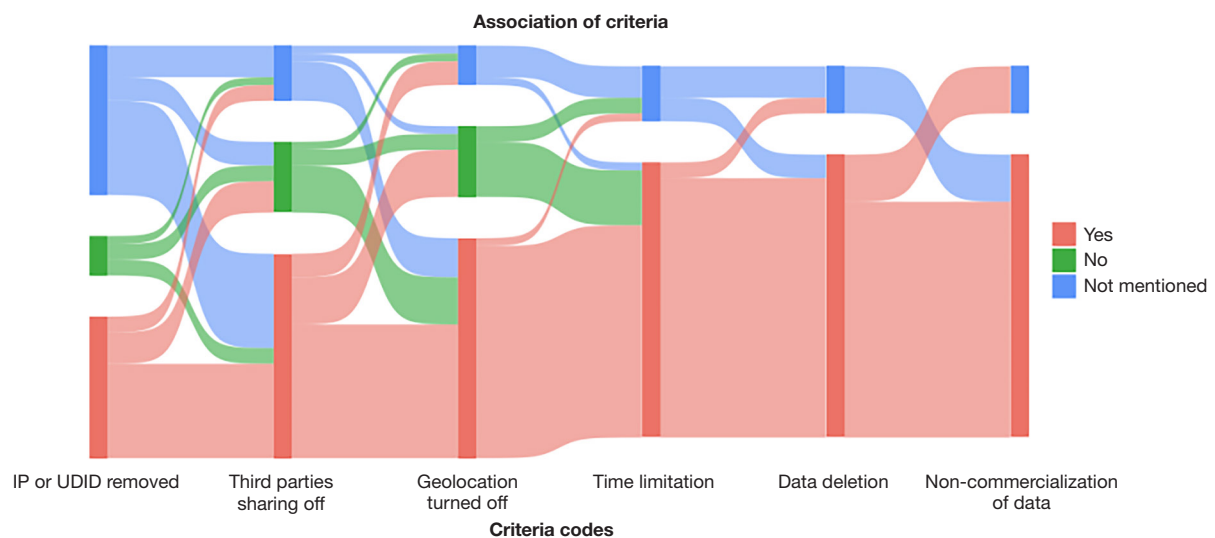 Association of criteria
Yes
No
Not mentioned
IP or UDID removed
Third parties
sharing off
Geolocation
turned off
Time limitation
Data deletion
Non-commercialization
of data
Criteria codes